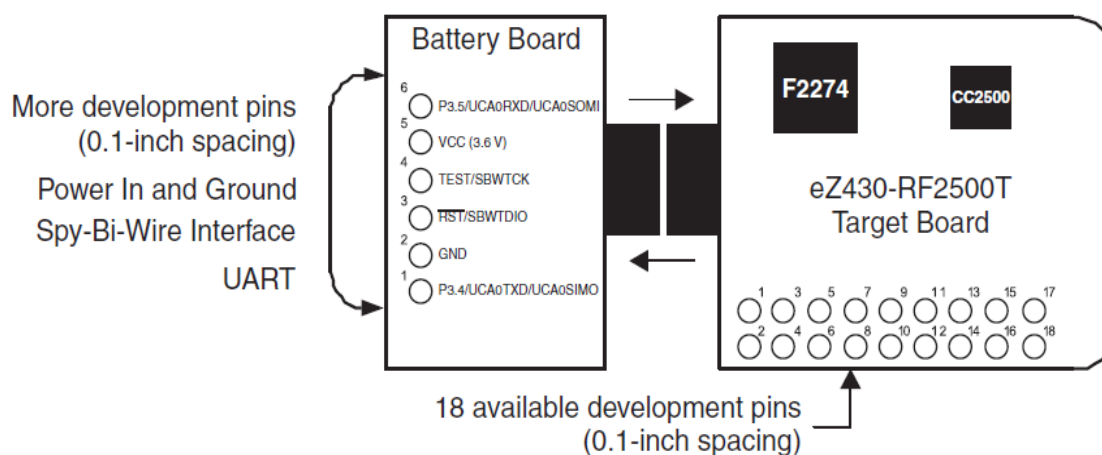 Battery Board
6
P3.5/UCA0RXD/UCA0SOMI
5
VCC (3.6 V)
4
TEST/SBWTCK
3
RST/SBWTDIO
2
GND
1
P3.4/UCA0TXD/UCA0SIMO
More development pins
(0.1-inch spacing)
Power In and Ground
Spy-Bi-Wire Interface
UART
F2274
CC2500
eZ430-RF2500T
Target Board
1 3 5 7 9 11 13 15 17
2 4 6 8 10 12 14 16 18
18 available development pins
(0.1-inch spacing)